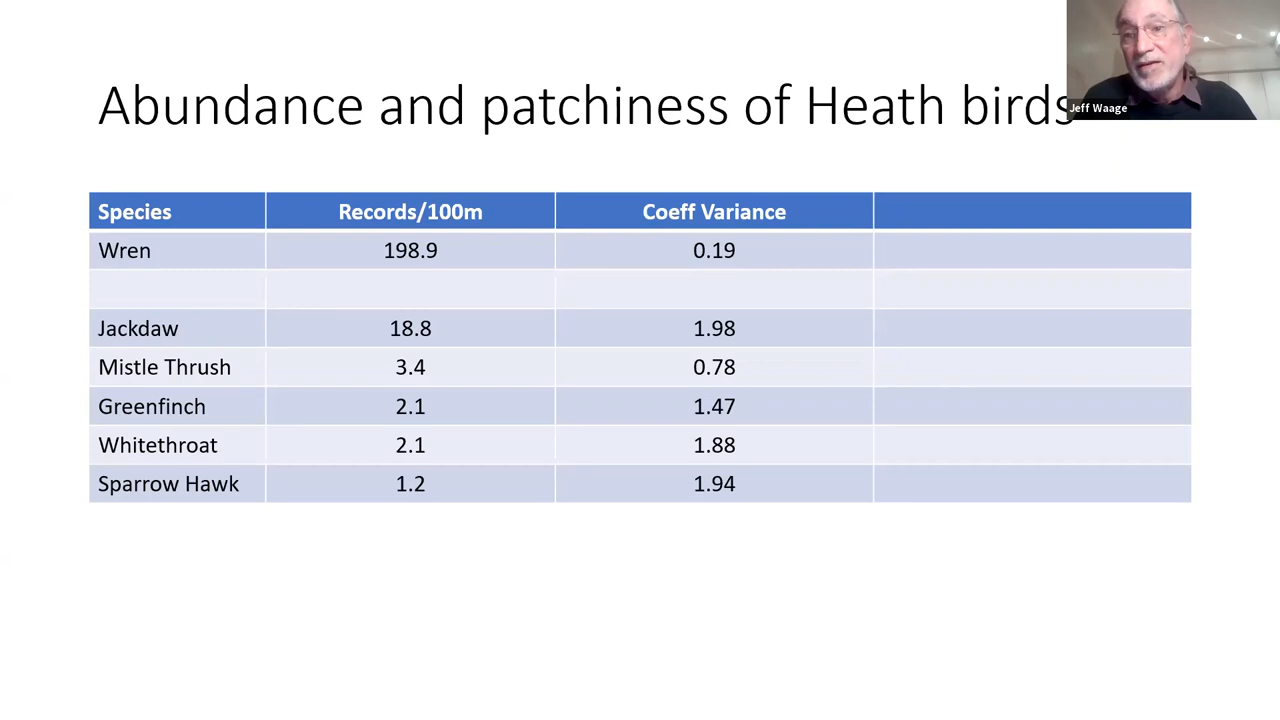 Abundance and patchiness of Heath birds
Jeff Waage
Species Records/100m Coeff Variance
Wren 198.9 0.19
Jackdaw 18.8 1.98
Mistle Thrush 3.4 0.78
Greenfinch 2.1 1.47
Whitethroat 2.1 1.88
Sparrow Hawk 1.2 1.94